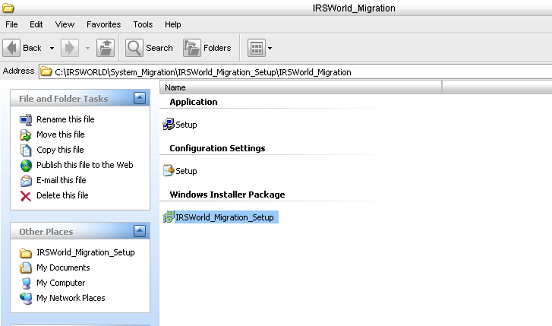 IRSWorld_Migration
File Edit View Favorites Tools Help
Back Search Folders
Address C:\IRSWORLD\System_Migration\IRSWorld_Migration_Setup\IRSWorld_Migration
File and Folder Tasks
Rename this file
Move this file
Copy this file
Publish this file to the Web
E-mail this file
Delete this file
Other Places
IRSWorld_Migration_Setup
My Documents
My Computer
My Network Places
Name
Application
Setup
Configuration Settings
Setup
Windows Installer Package
IRSWorld_Migration_Setup